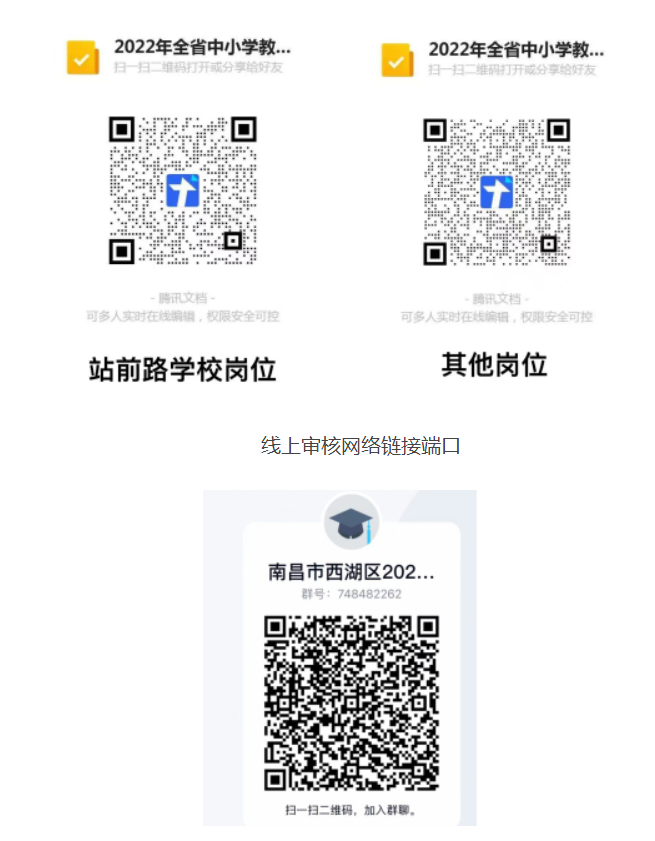 2022年全省中小学教...
扫一扫二维码打开或分享给好友
- 腾讯文档 -
可多人实时在线编辑，权限安全可控
站前路学校岗位
2022年全省中小学教...
扫一扫二维码打开或分享给好友
- 腾讯文档 -
可多人实时在线编辑，权限安全可控
其他岗位
线上审核网络链接端口
南昌市西湖区202...
群号：748482262
扫一扫二维码，加入群聊。